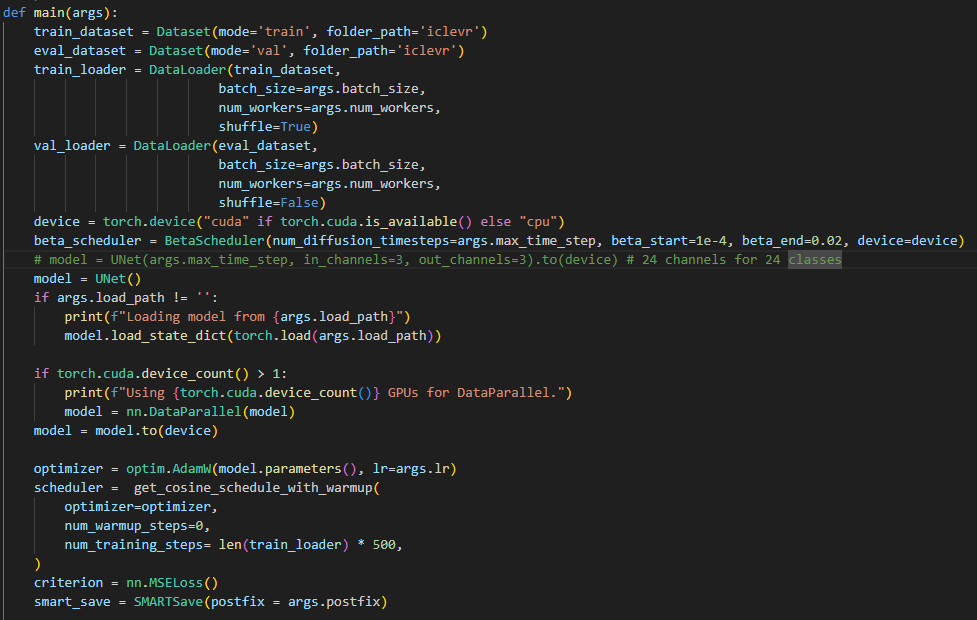 def main(args):
    train_dataset = Dataset(mode='train', folder_path='iclevr')
    eval_dataset = Dataset(mode='val', folder_path='iclevr')
    train_loader = DataLoader(train_dataset,
                            batch_size=args.batch_size,
                            num_workers=args.num_workers,
                            shuffle=True)
    val_loader = DataLoader(eval_dataset,
                            batch_size=args.batch_size,
                            num_workers=args.num_workers,
                            shuffle=False)
    device = torch.device("cuda" if torch.cuda.is_available() else "cpu")
    beta_scheduler = BetaScheduler(num_diffusion_timesteps=args.max_time_step, beta_start=1e-4, beta_end=0.02, device=device)
    # model = UNet(args.max_time_step, in_channels=3, out_channels=3).to(device) # 24 channels for 24 classes
    model = UNet()
    if args.load_path != '':
        print(f"Loading model from {args.load_path}")
        model.load_state_dict(torch.load(args.load_path))

    if torch.cuda.device_count() > 1:
        print(f"Using {torch.cuda.device_count()} GPUs for DataParallel.")
        model = nn.DataParallel(model)
    model = model.to(device)

    optimizer = optim.AdamW(model.parameters(), lr=args.lr)
    scheduler =  get_cosine_schedule_with_warmup(
        optimizer=optimizer,
        num_warmup_steps=0,
        num_training_steps= len(train_loader) * 500,
    )
    criterion = nn.MSELoss()
    smart_save = SMARTSave(postfix = args.postfix)